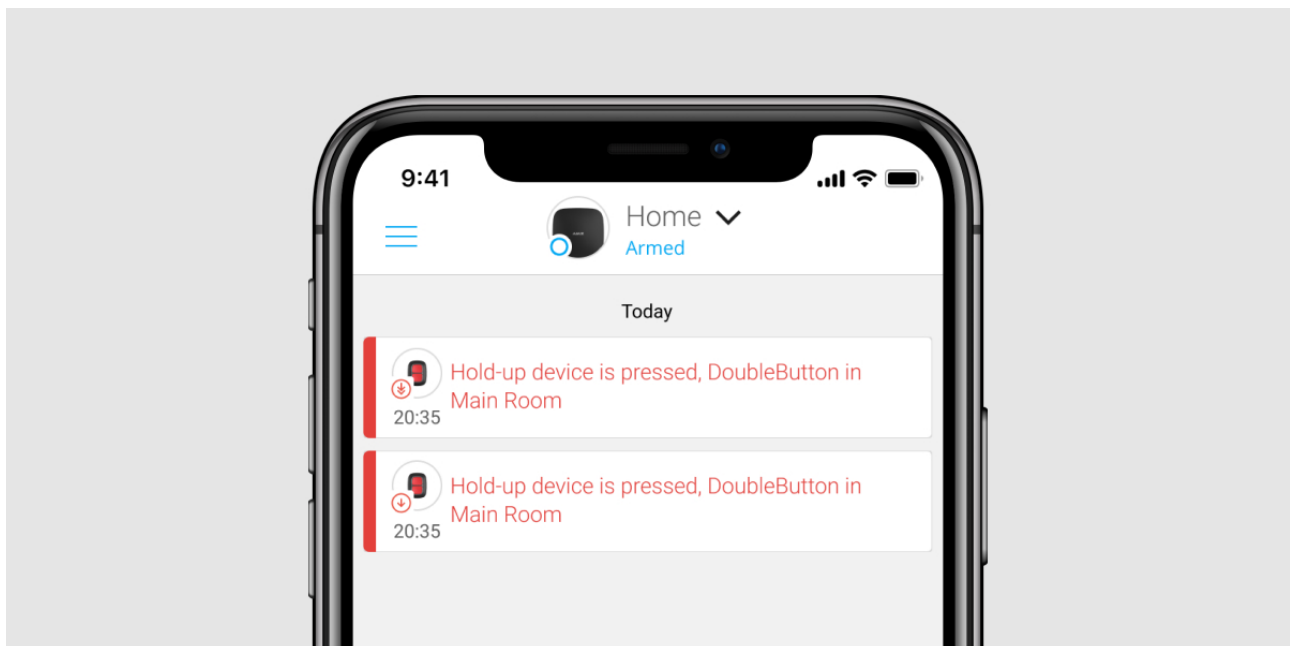 9:41
Home
Armed
Today
Hold-up device is pressed, DoubleButton in
Main Room
20:35
Hold-up device is pressed, DoubleButton in
Main Room
20:35